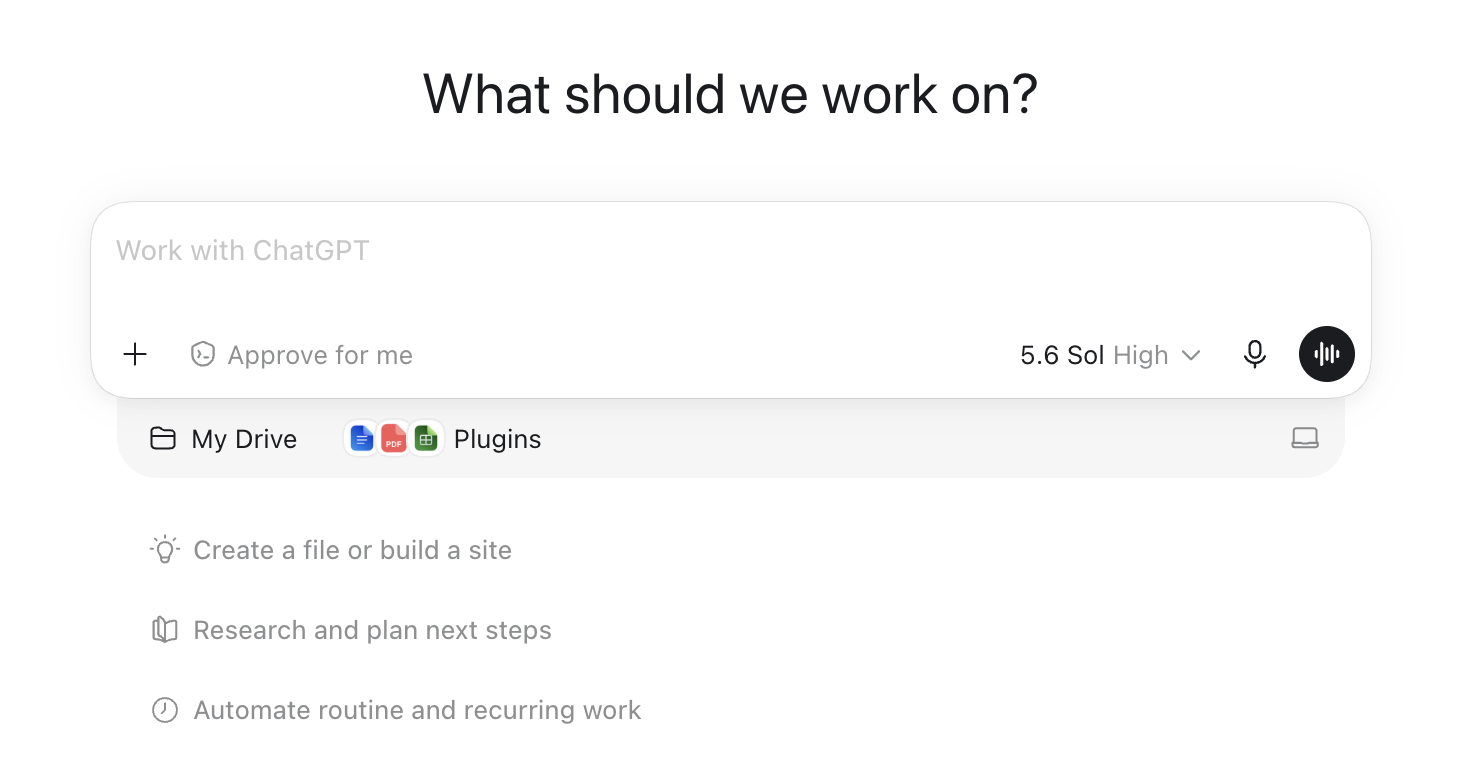 What should we work on?
Work with ChatGPT
Approve for me
5.6 Sol High
My Drive
PDF
Plugins
Create a file or build a site
Research and plan next steps
Automate routine and recurring work